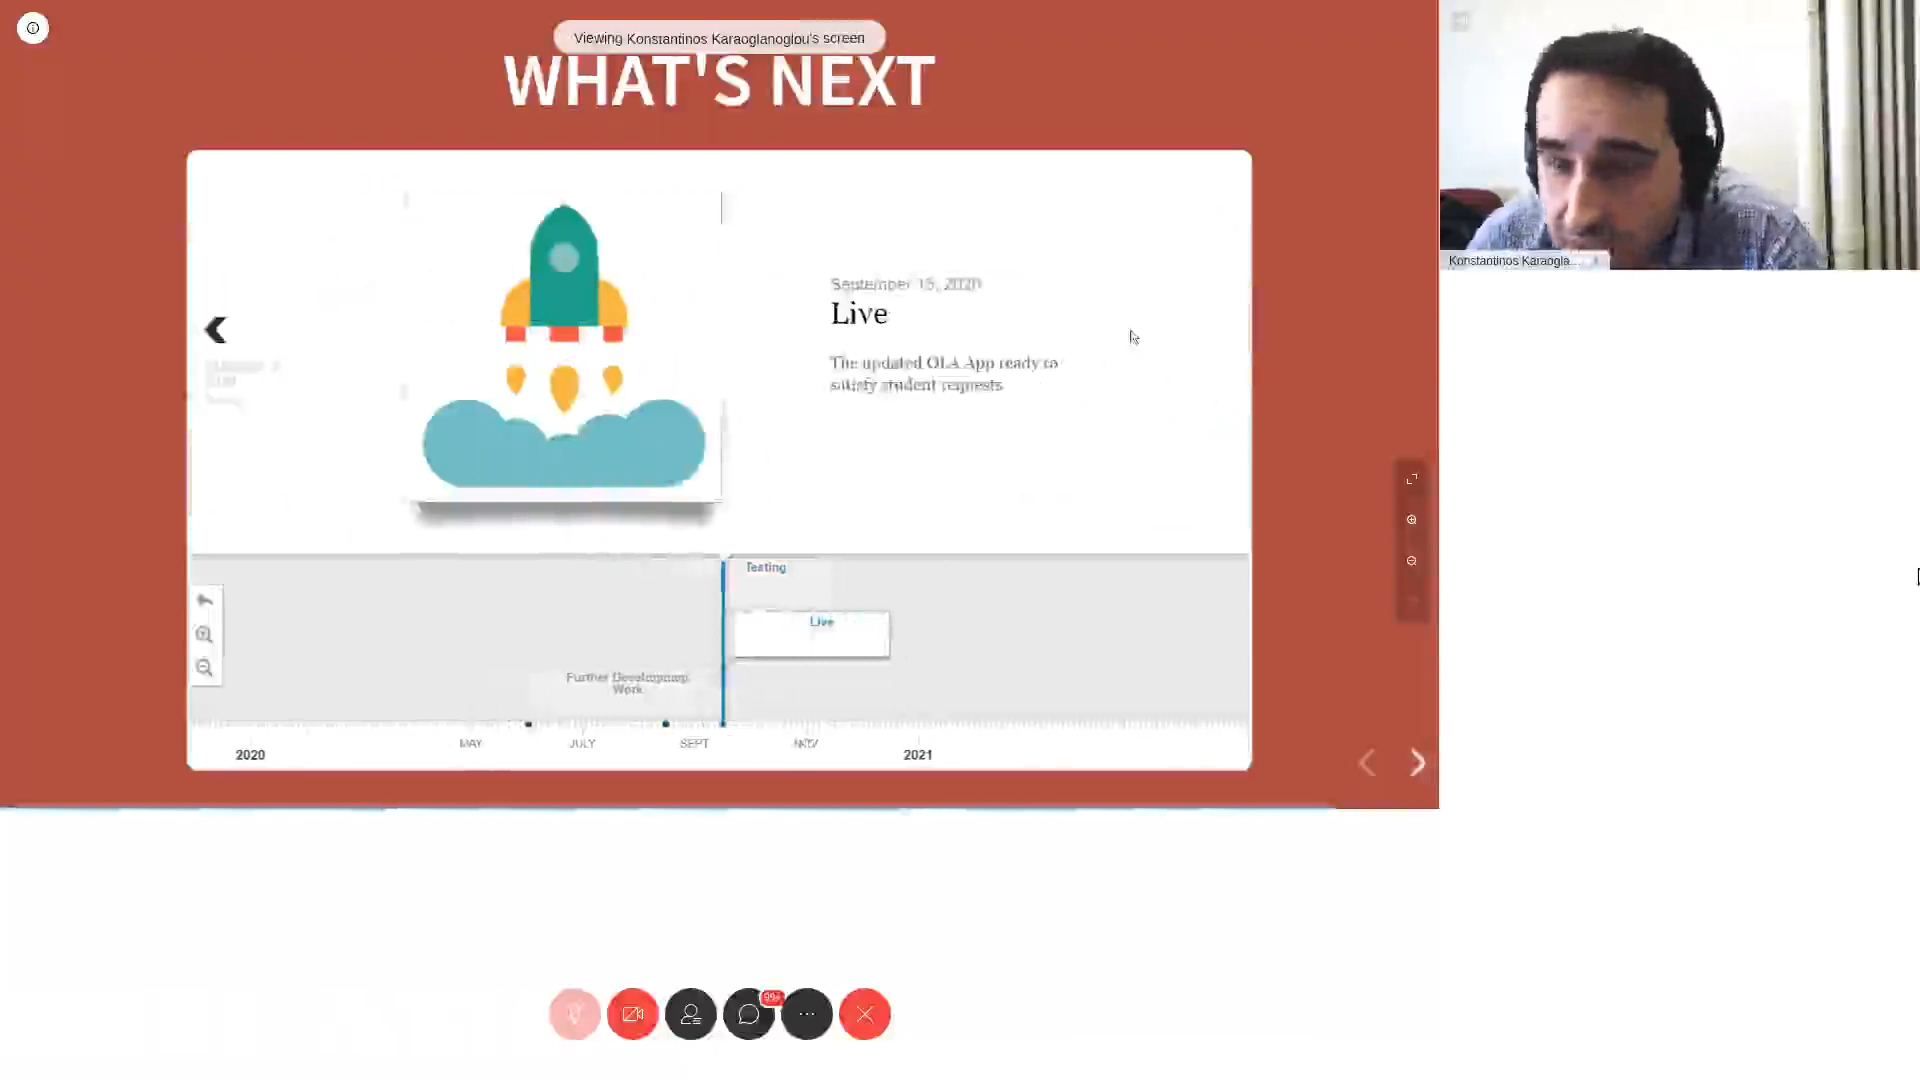 Viewing Konstantinos Karaoglanoglou's screen
WHAT'S NEXT
September 15, 2020
Live
The updated OLA App ready to
satisfy student requests
Konstantinos Karaogla...
Testing
Live
Further Development
Work
MAY
JULY
SEPT
NOV
2020
2021
99+